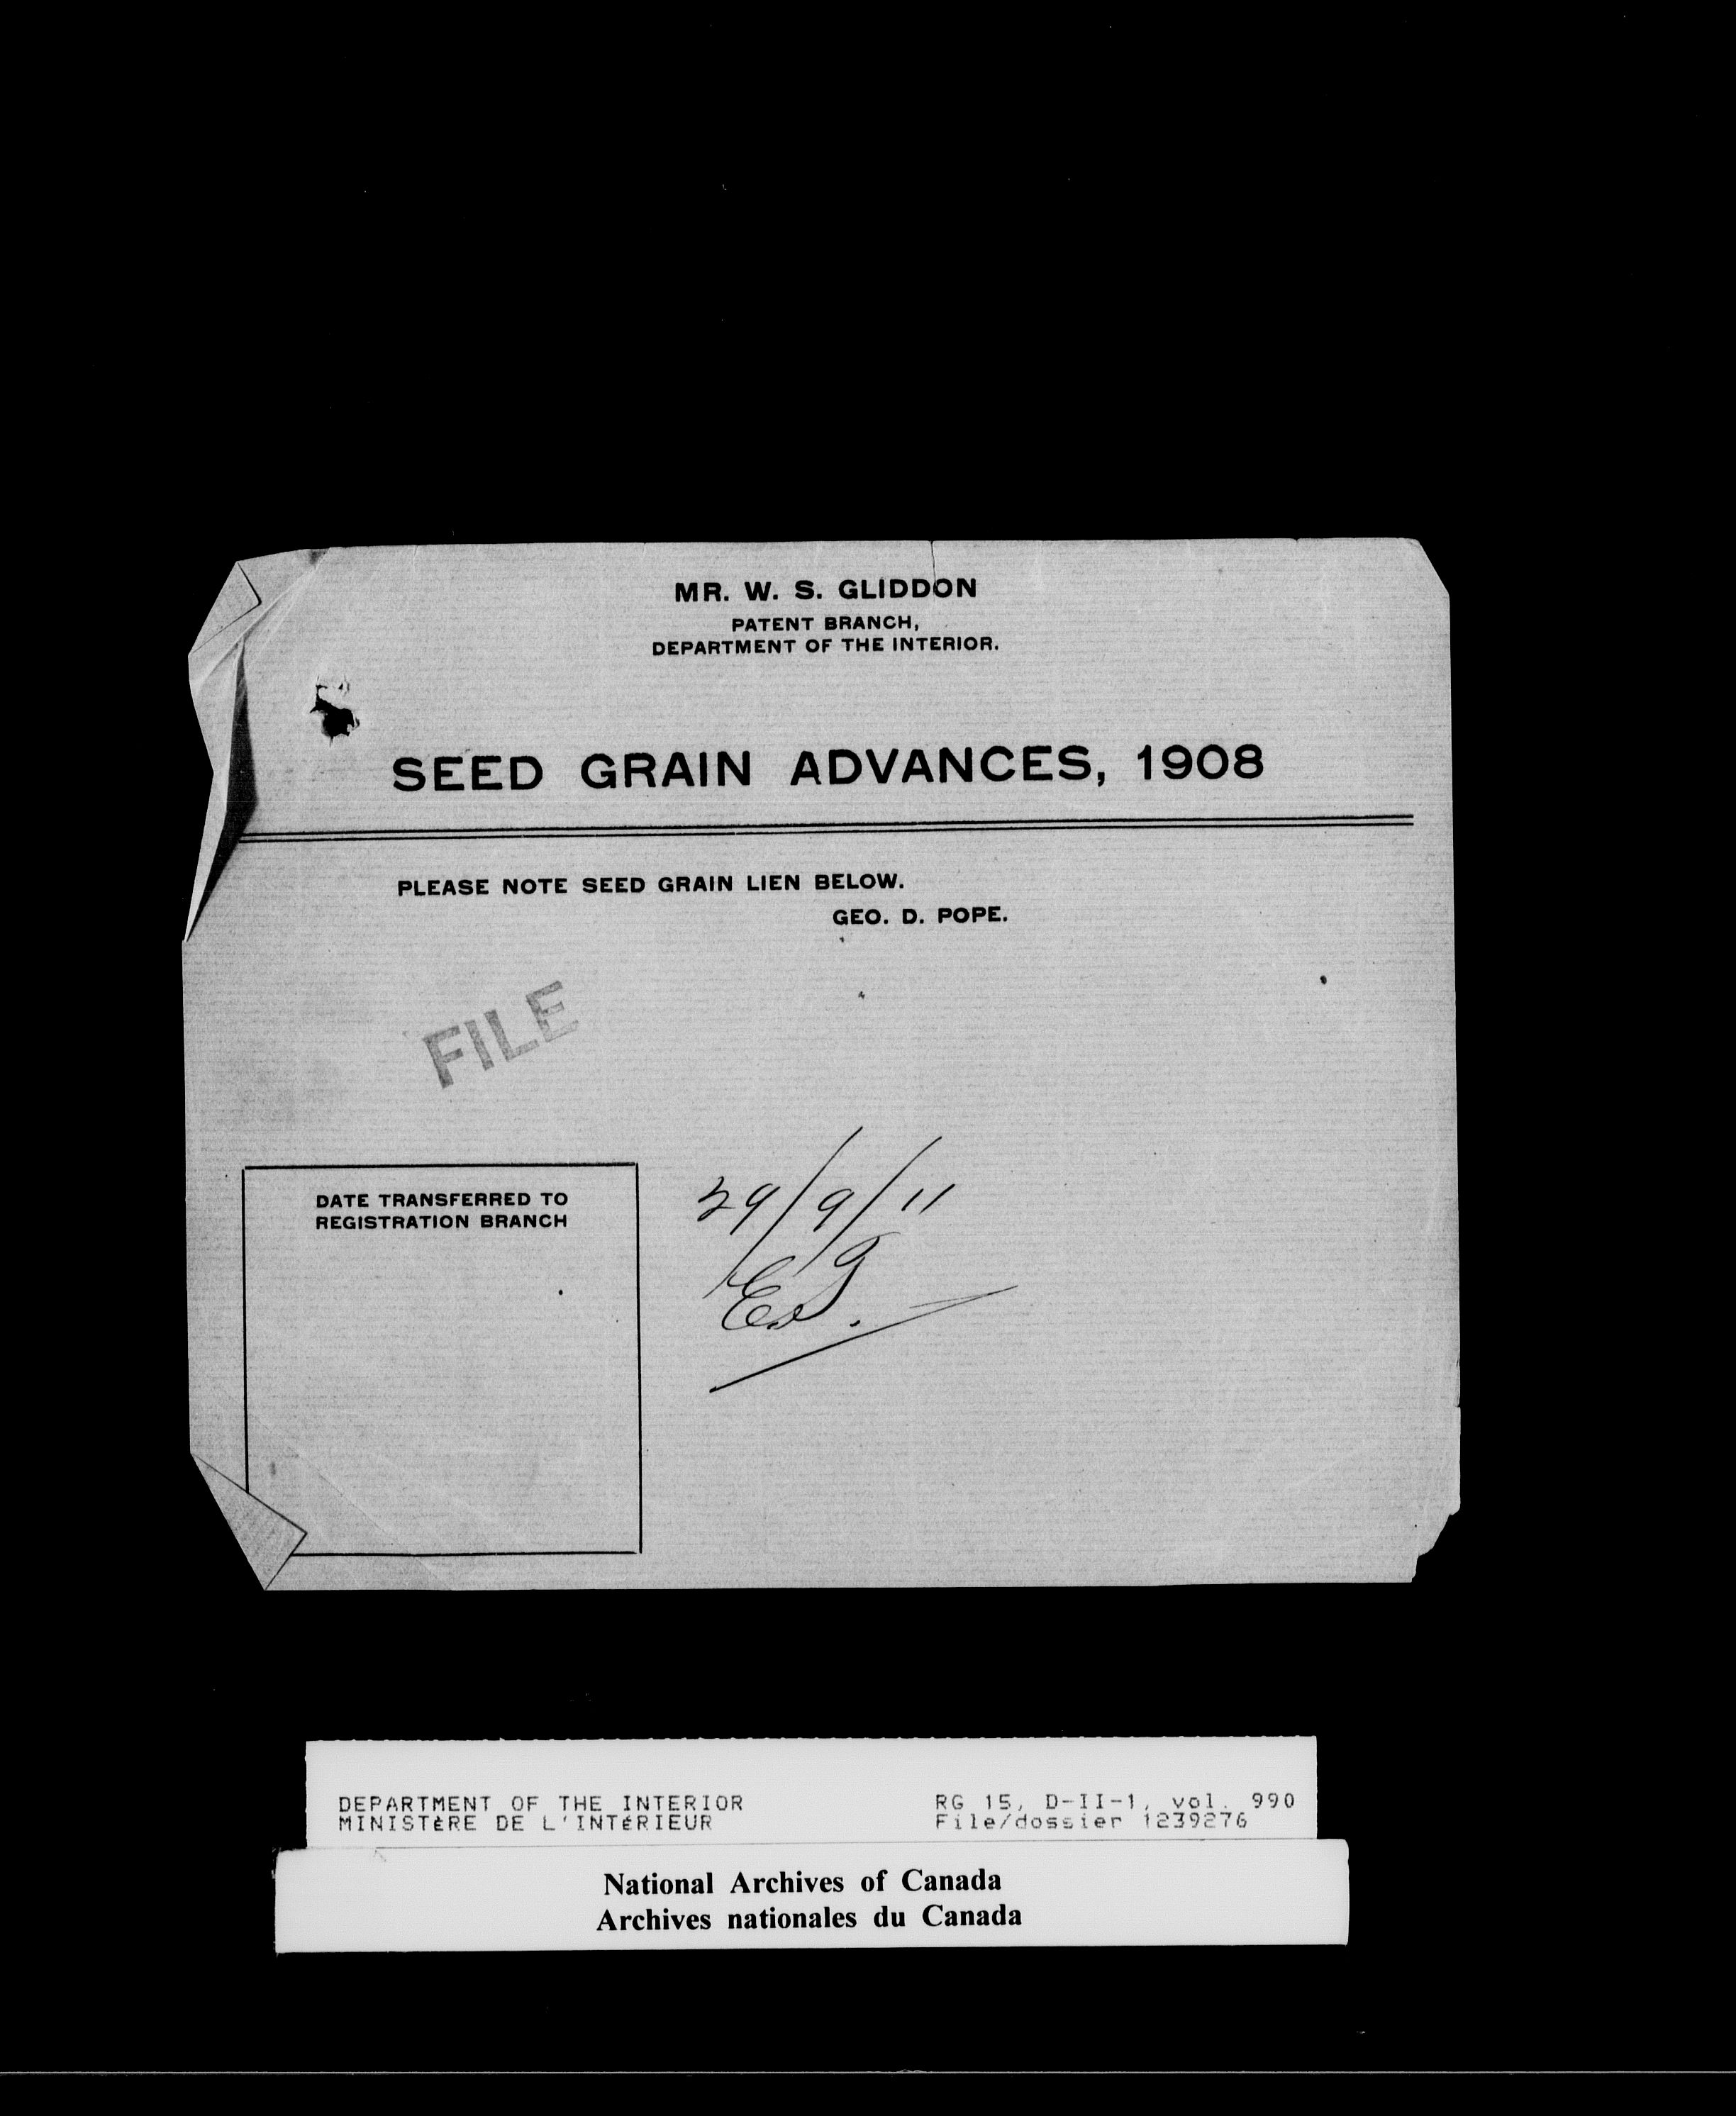 MR. W. S. GLIDDON
PATENT BRANCH,
DEPARTMENT OF THE INTERIOR.
SEED GRAIN ADVANCES, 1908
PLEASE NOTE SEED GRAIN LIEN BELOW.
GEO. D. POPE.
FILE
DATE TRANSFERRED TO
REGISTRATION BRANCH
29/9/11
DEPARTMENT OF THE INTERIOR RG 15, D-II-1, vol. 990
MINISTÈRE DE L'INTÉRIEUR File/dossier 1239276
National Archives of Canada
Archives nationales du Canada